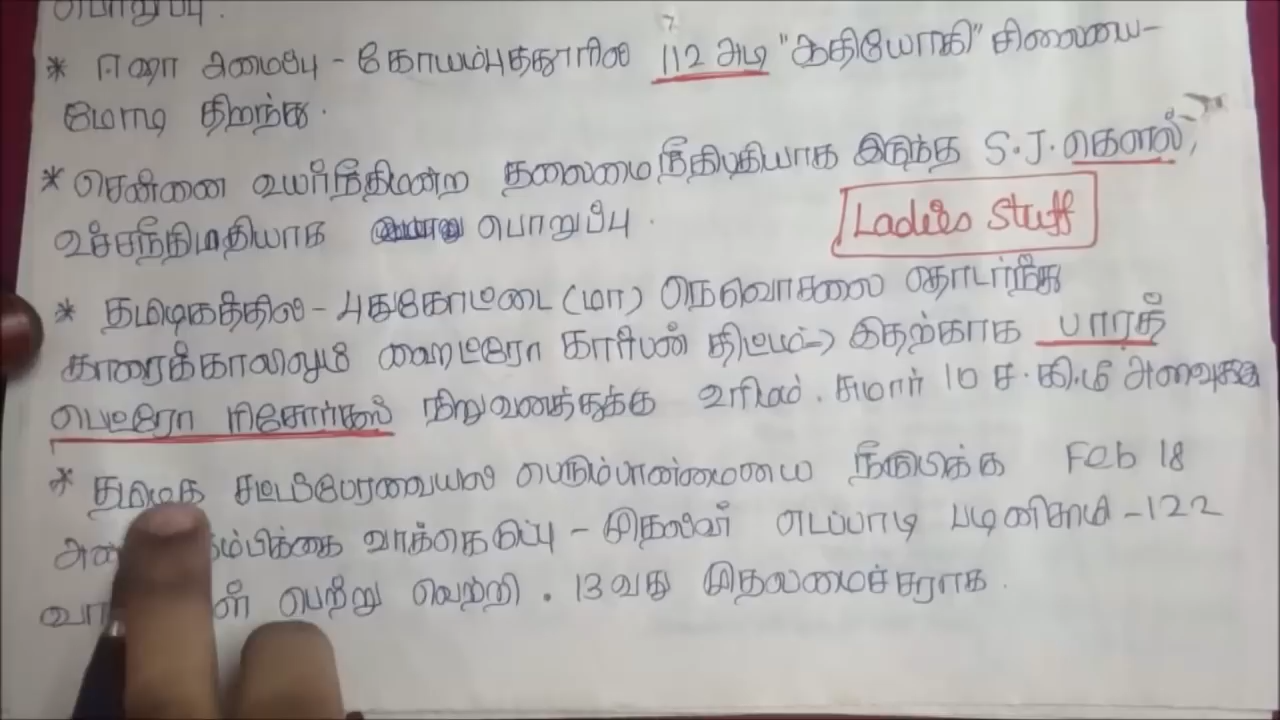 பொறுப்பு.
* ஈஷா அமைப்பு - கோயம்புத்தூரில் 112 அடி "ஆதியோகி" சிலையை-
மோடி திறந்து.
* சென்னை உயர்நீதிமன்ற தலைமை நீதிபதியாக இருந்த S.J. கௌல்,
உச்சநீதிமதியாக பொறுப்பு.
Ladies Stuff
* தமிழகத்தில் - புதுகோட்டை (மா) நெடுவாசலை தொடர்ந்து
காரைக்காலிலும் ஹைட்ரோ கார்பன் திட்டம் → இதற்காக பாரத்
பெட்ரோ ரிசோர்சஸ் நிறுவனத்துக்கு உரிமம். சுமார் 10 ச.கி.மீ அளவுக்கு
* தமிழக சட்டப்பேரவையில் பெரும்பான்மையை நிரூபிக்க Feb 18
வாக்கெடுப்பு - முதல்வர் எடப்பாடி பழனிசாமி - 122
பெற்று வெற்றி. 13வது முதலமைச்சராக.